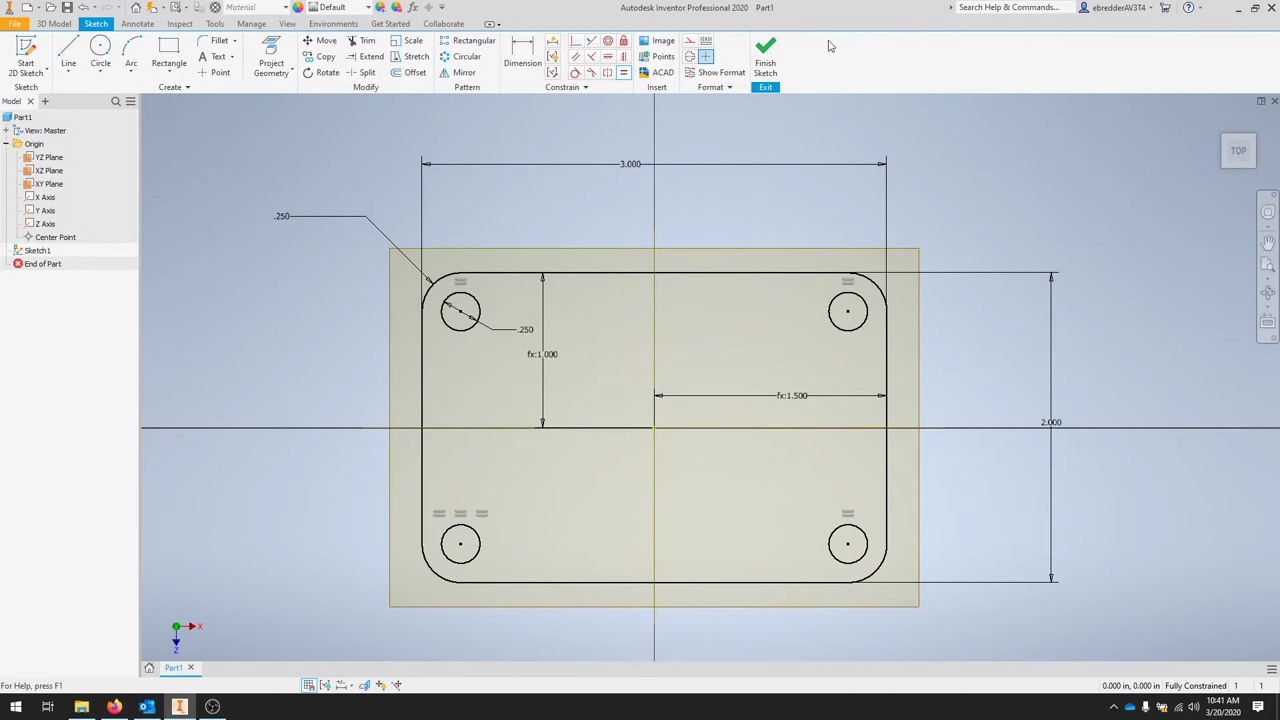 Material
Default
Autodesk Inventor Professional 2020 Part1
Search Help & Commands...
ebredderAV3T4
File
3D Model
Sketch
Annotate
Inspect
Tools
Manage
View
Environments
Get Started
Collaborate
Start
2D Sketch
Line
Circle
Arc
Rectangle
Fillet
Text
Point
Project
Geometry
Move
Copy
Rotate
Trim
Extend
Split
Scale
Stretch
Offset
Rectangular
Circular
Mirror
Dimension
Image
Points
ACAD
Show Format
Finish
Sketch
Sketch
Create
Modify
Pattern
Constrain
Insert
Format
Exit
Model
Part1
View: Master
Origin
YZ Plane
XZ Plane
XY Plane
X Axis
Y Axis
Z Axis
Center Point
Sketch1
End of Part
TOP
3.000
.250
.250
fx:1.000
fx:1.500
2.000
X
Z
Part1
For Help, press F1
0.000 in, 0.000 in
Fully Constrained
1
1
10:41 AM
3/20/2020